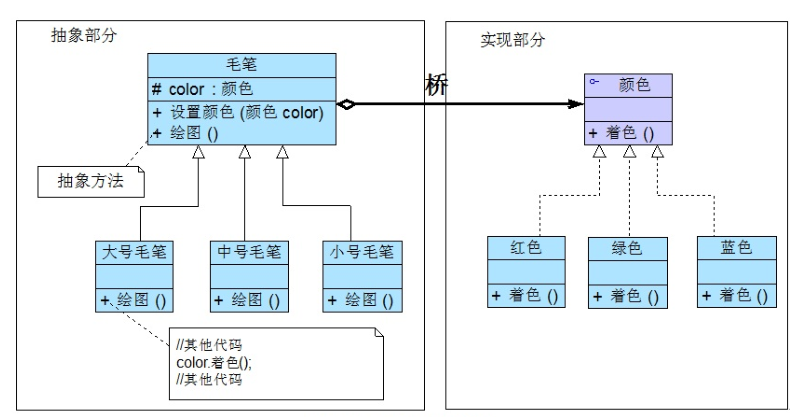 抽象部分
毛笔
# color : 颜色
+ 设置颜色 (颜色 color)
+ 绘图 ()
抽象方法
大号毛笔
+ 绘图 ()
中号毛笔
+ 绘图 ()
小号毛笔
+ 绘图 ()
//其他代码
color.着色();
//其他代码
桥
实现部分
颜色
+ 着色 ()
红色
+ 着色 ()
绿色
+ 着色 ()
蓝色
+ 着色 ()